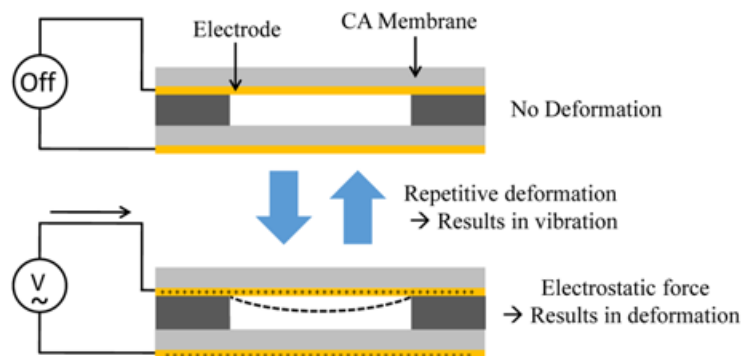 Electrode
CA Membrane
Off
No Deformation
Repetitive deformation
→ Results in vibration
V
~
Electrostatic force
→ Results in deformation